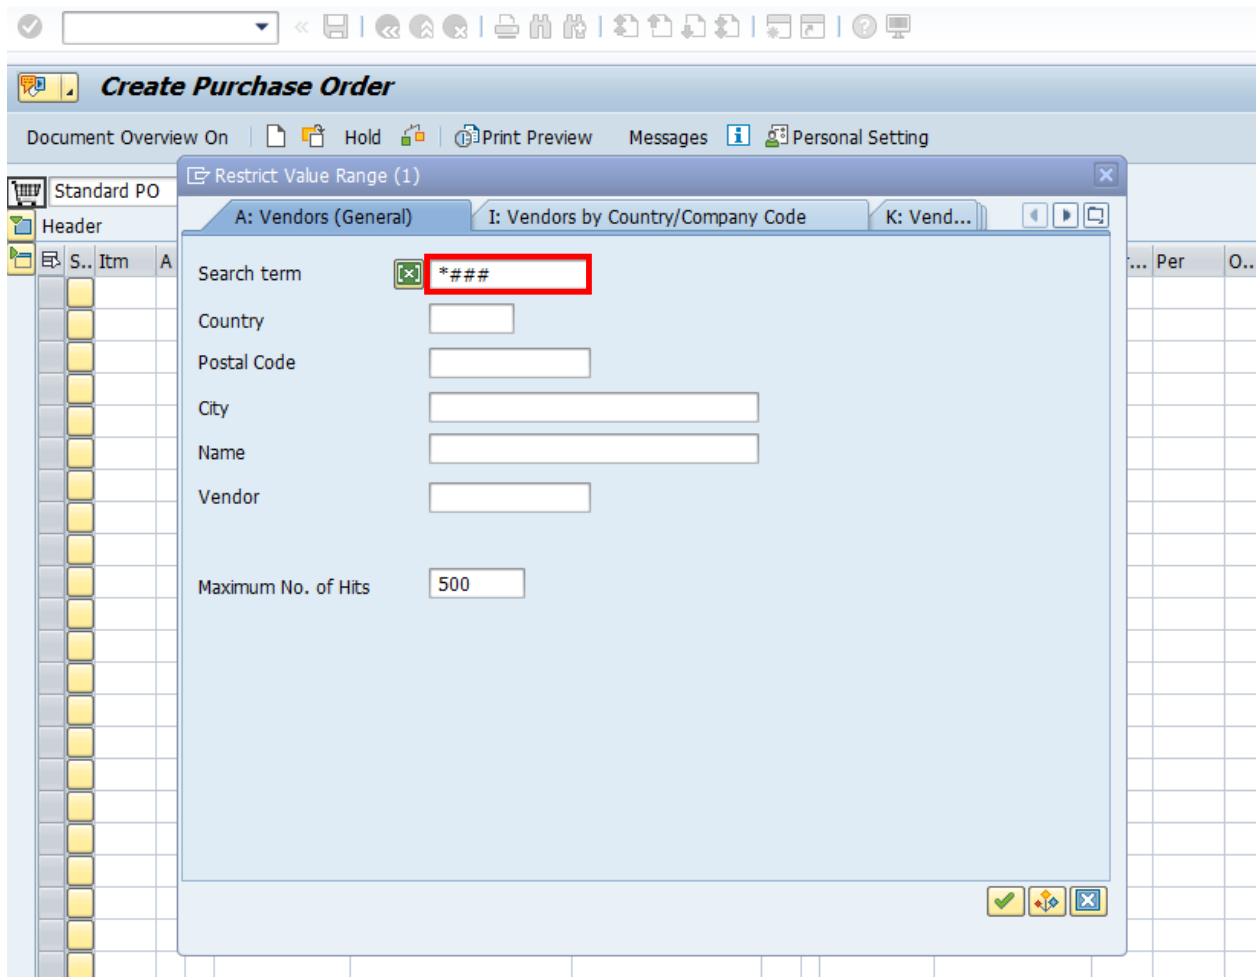 Create Purchase Order
Document Overview On Hold Print Preview Messages Personal Setting
Restrict Value Range (1)
Standard PO
A: Vendors (General) I: Vendors by Country/Company Code K: Vend...
Header
S.. Itm A ... Per O..
Search term *###
Country
Postal Code
City
Name
Vendor
Maximum No. of Hits 500